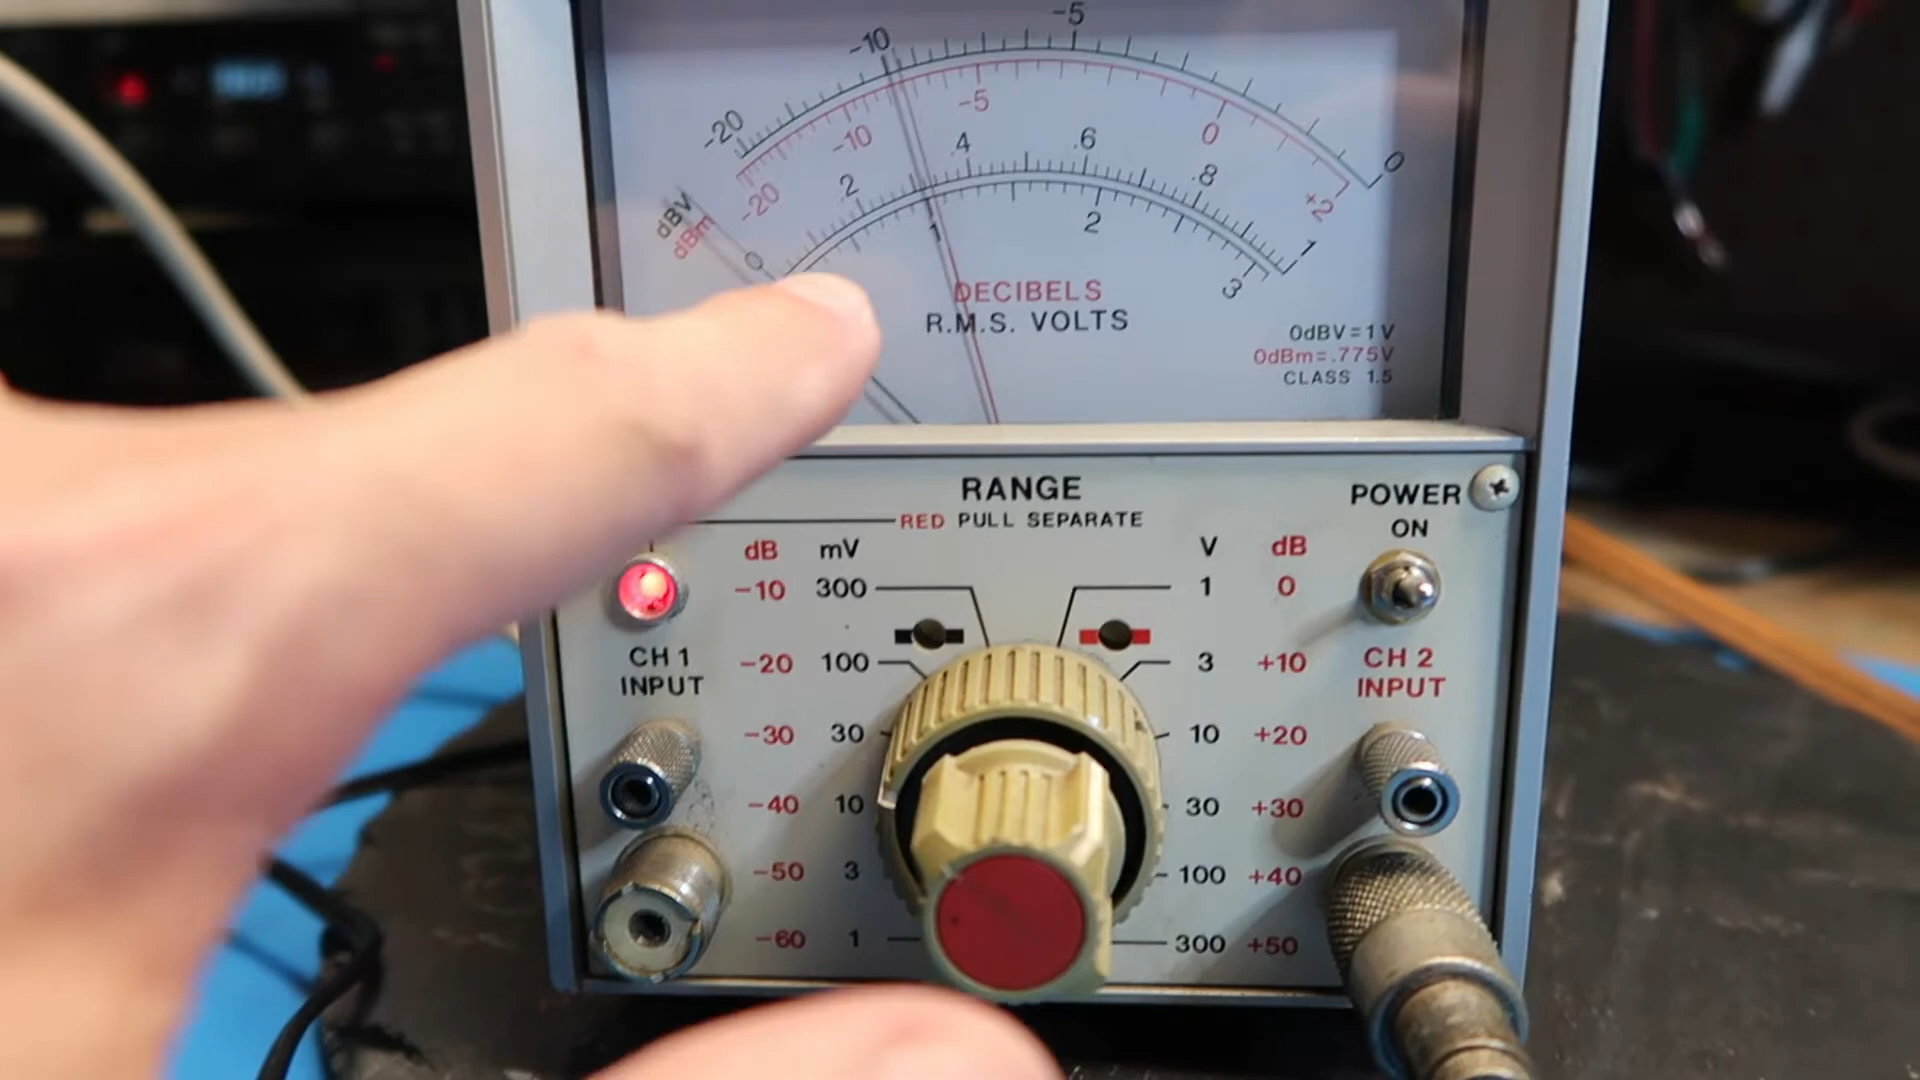 -20 -10 -5 0
-20 -10 -5 0 +2
dBV
dBm
0 .2 .4 .6 .8 1
1 2 3
DECIBELS
R.M.S. VOLTS
0dBV=1V
0dBm=.775V
CLASS 1.5
RANGE
RED PULL SEPARATE
POWER
ON
dB mV V dB
-10 300 1 0
CH 1
INPUT
-20 100 3 +10
CH 2
INPUT
-30 30 10 +20
-40 10 30 +30
-50 3 100 +40
-60 1 300 +50